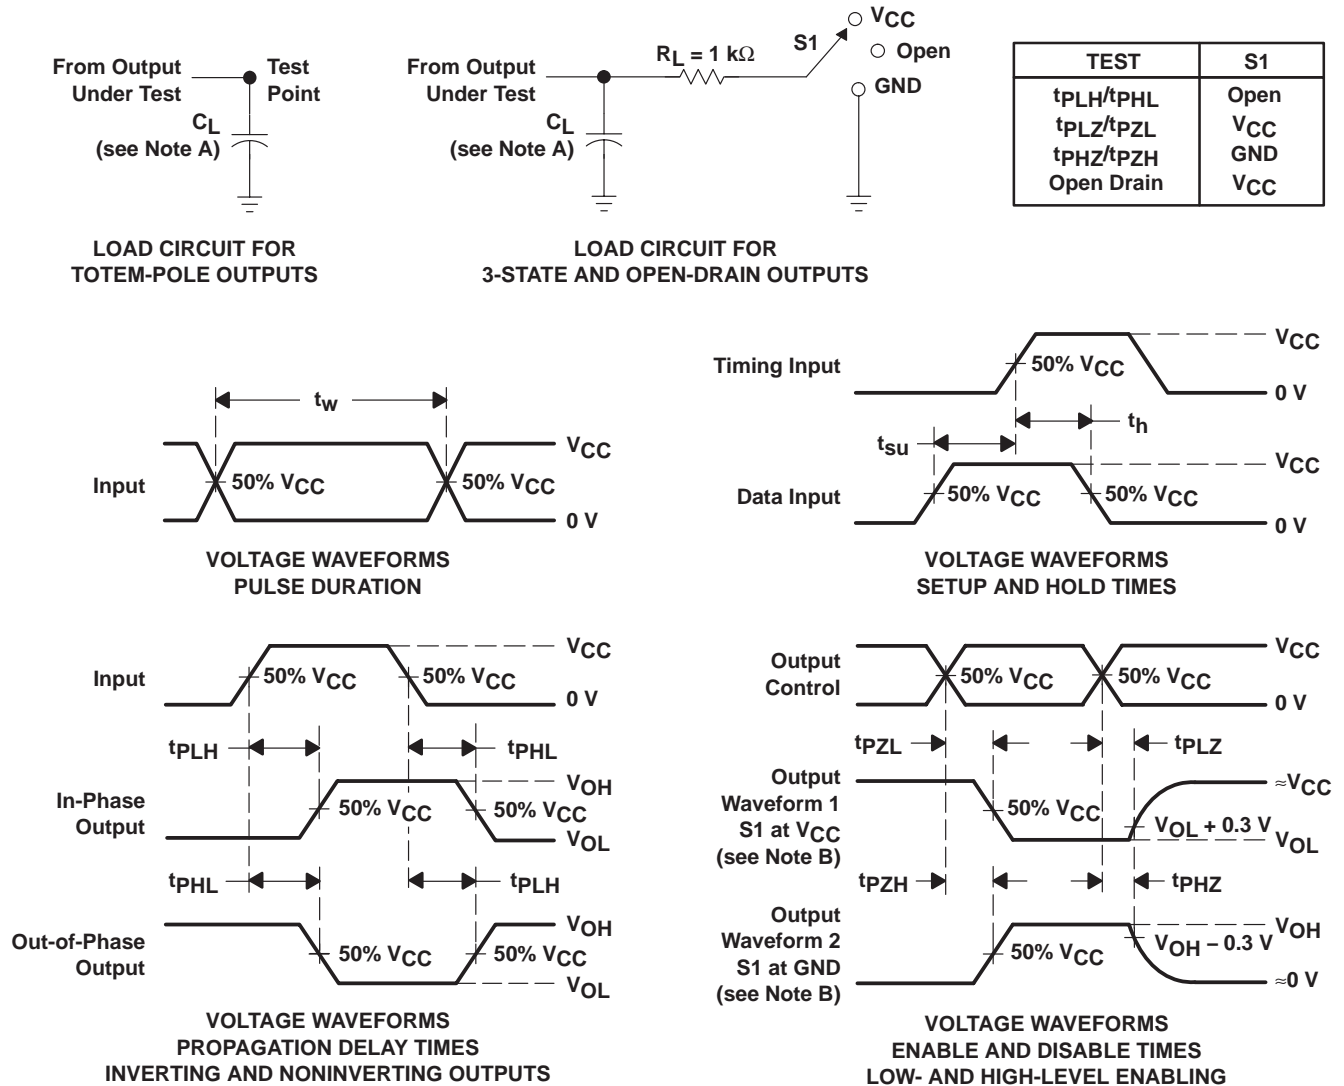 From Output
Under Test
Test
Point
CL
(see Note A)
LOAD CIRCUIT FOR
TOTEM-POLE OUTPUTS
From Output
Under Test
RL = 1 kΩ
S1
VCC
Open
GND
CL
(see Note A)
LOAD CIRCUIT FOR
3-STATE AND OPEN-DRAIN OUTPUTS
TEST S1
tPLH/tPHL Open
tPLZ/tPZL VCC
tPHZ/tPZH GND
Open Drain VCC
tw
Input
50% VCC
50% VCC
VCC
0 V
VOLTAGE WAVEFORMS
PULSE DURATION
Timing Input
50% VCC
VCC
0 V
tsu
th
Data Input
50% VCC
50% VCC
VCC
0 V
VOLTAGE WAVEFORMS
SETUP AND HOLD TIMES
Input
50% VCC
50% VCC
VCC
0 V
tPLH
tPHL
In-Phase
Output
50% VCC
50% VCC
VOH
VOL
tPHL
tPLH
Out-of-Phase
Output
50% VCC
50% VCC
VOH
VOL
VOLTAGE WAVEFORMS
PROPAGATION DELAY TIMES
INVERTING AND NONINVERTING OUTPUTS
Output
Control
50% VCC
50% VCC
VCC
0 V
tPZL
tPLZ
Output
Waveform 1
S1 at VCC
(see Note B)
50% VCC
≈VCC
VOL + 0.3 V
VOL
tPZH
tPHZ
Output
Waveform 2
S1 at GND
(see Note B)
50% VCC
VOH
VOH – 0.3 V
≈0 V
VOLTAGE WAVEFORMS
ENABLE AND DISABLE TIMES
LOW- AND HIGH-LEVEL ENABLING